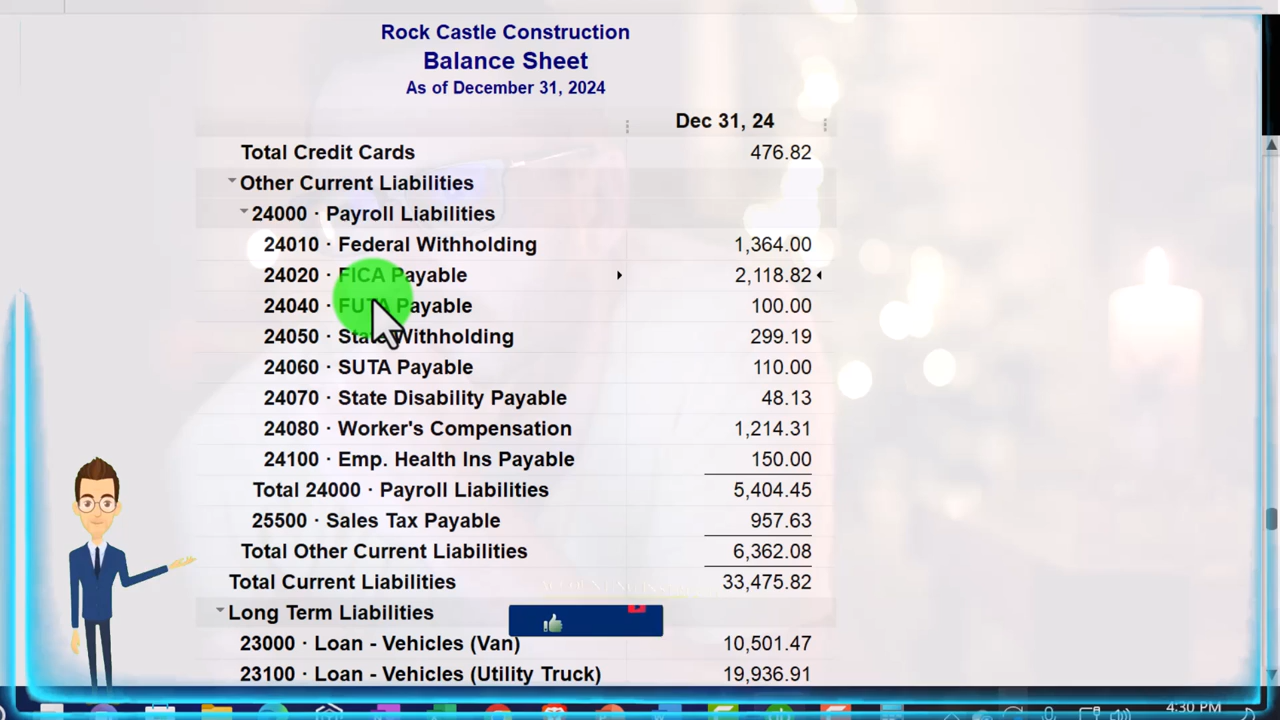 Rock Castle Construction
Balance Sheet
As of December 31, 2024
Dec 31, 24
Total Credit Cards 476.82
Other Current Liabilities
24000 · Payroll Liabilities
24010 · Federal Withholding 1,364.00
24020 · FICA Payable 2,118.82
24040 · FUTA Payable 100.00
24050 · State Withholding 299.19
24060 · SUTA Payable 110.00
24070 · State Disability Payable 48.13
24080 · Worker's Compensation 1,214.31
24100 · Emp. Health Ins Payable 150.00
Total 24000 · Payroll Liabilities 5,404.45
25500 · Sales Tax Payable 957.63
Total Other Current Liabilities 6,362.08
Total Current Liabilities 33,475.82
Long Term Liabilities
23000 · Loan - Vehicles (Van) 10,501.47
23100 · Loan - Vehicles (Utility Truck) 19,936.91
4:30 PM